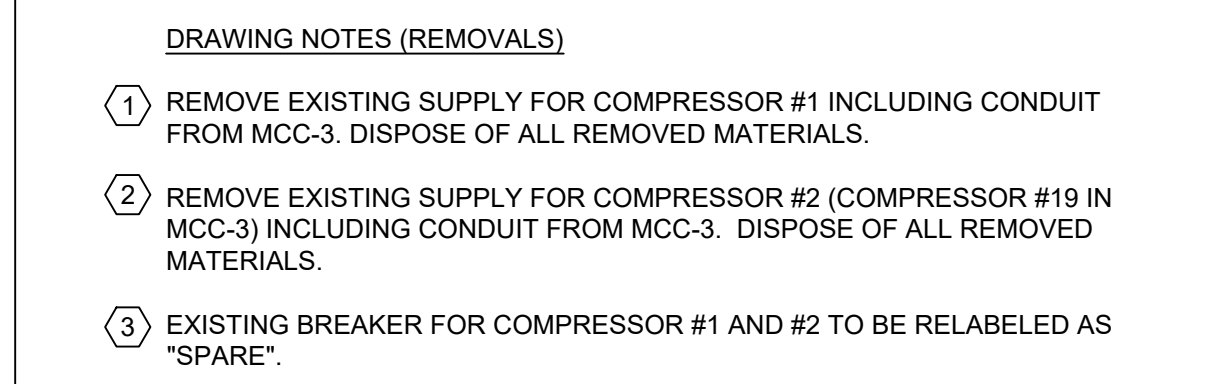 DRAWING NOTES (REMOVALS)
1 REMOVE EXISTING SUPPLY FOR COMPRESSOR #1 INCLUDING CONDUIT
FROM MCC-3. DISPOSE OF ALL REMOVED MATERIALS.
2 REMOVE EXISTING SUPPLY FOR COMPRESSOR #2 (COMPRESSOR #19 IN
MCC-3) INCLUDING CONDUIT FROM MCC-3.  DISPOSE OF ALL REMOVED
MATERIALS.
3 EXISTING BREAKER FOR COMPRESSOR #1 AND #2 TO BE RELABELED AS
"SPARE".